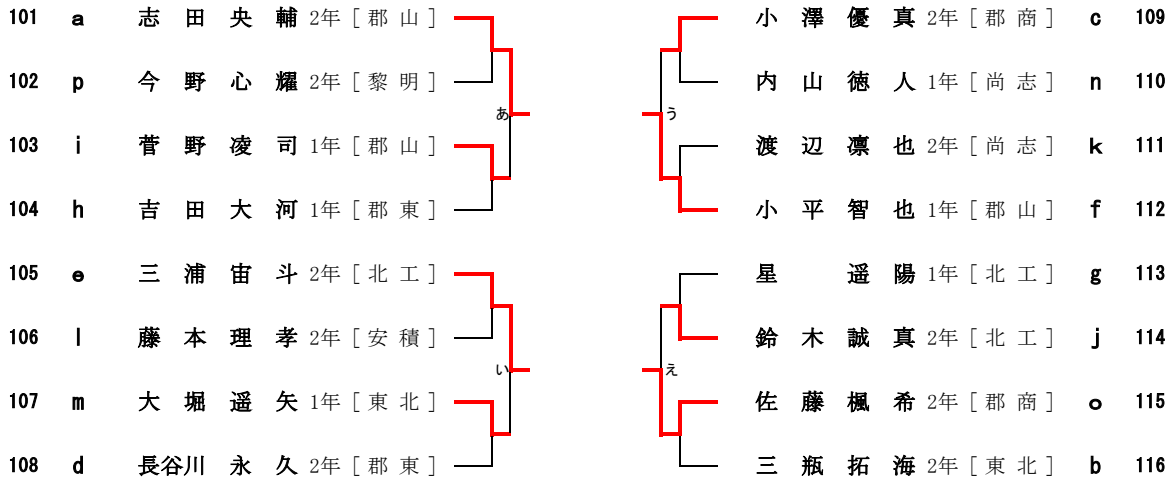 101 a 志田央輔 2年 [ 郡山 ]
102 p 今野心耀 2年 [ 黎明 ]
あ
103 i 菅野凌司 1年 [ 郡山 ]
104 h 吉田大河 1年 [ 郡東 ]
105 e 三浦宙斗 2年 [ 北工 ]
106 l 藤本理孝 2年 [ 安積 ]
い
107 m 大堀遥矢 1年 [ 東北 ]
108 d 長谷川永久 2年 [ 郡東 ]
小澤優真 2年 [ 郡商 ] c 109
内山徳人 1年 [ 尚志 ] n 110
う
渡辺凛也 2年 [ 尚志 ] k 111
小平智也 1年 [ 郡山 ] f 112
星遥陽 1年 [ 北工 ] g 113
鈴木誠真 2年 [ 北工 ] j 114
え
佐藤楓希 2年 [ 郡商 ] o 115
三瓶拓海 2年 [ 東北 ] b 116